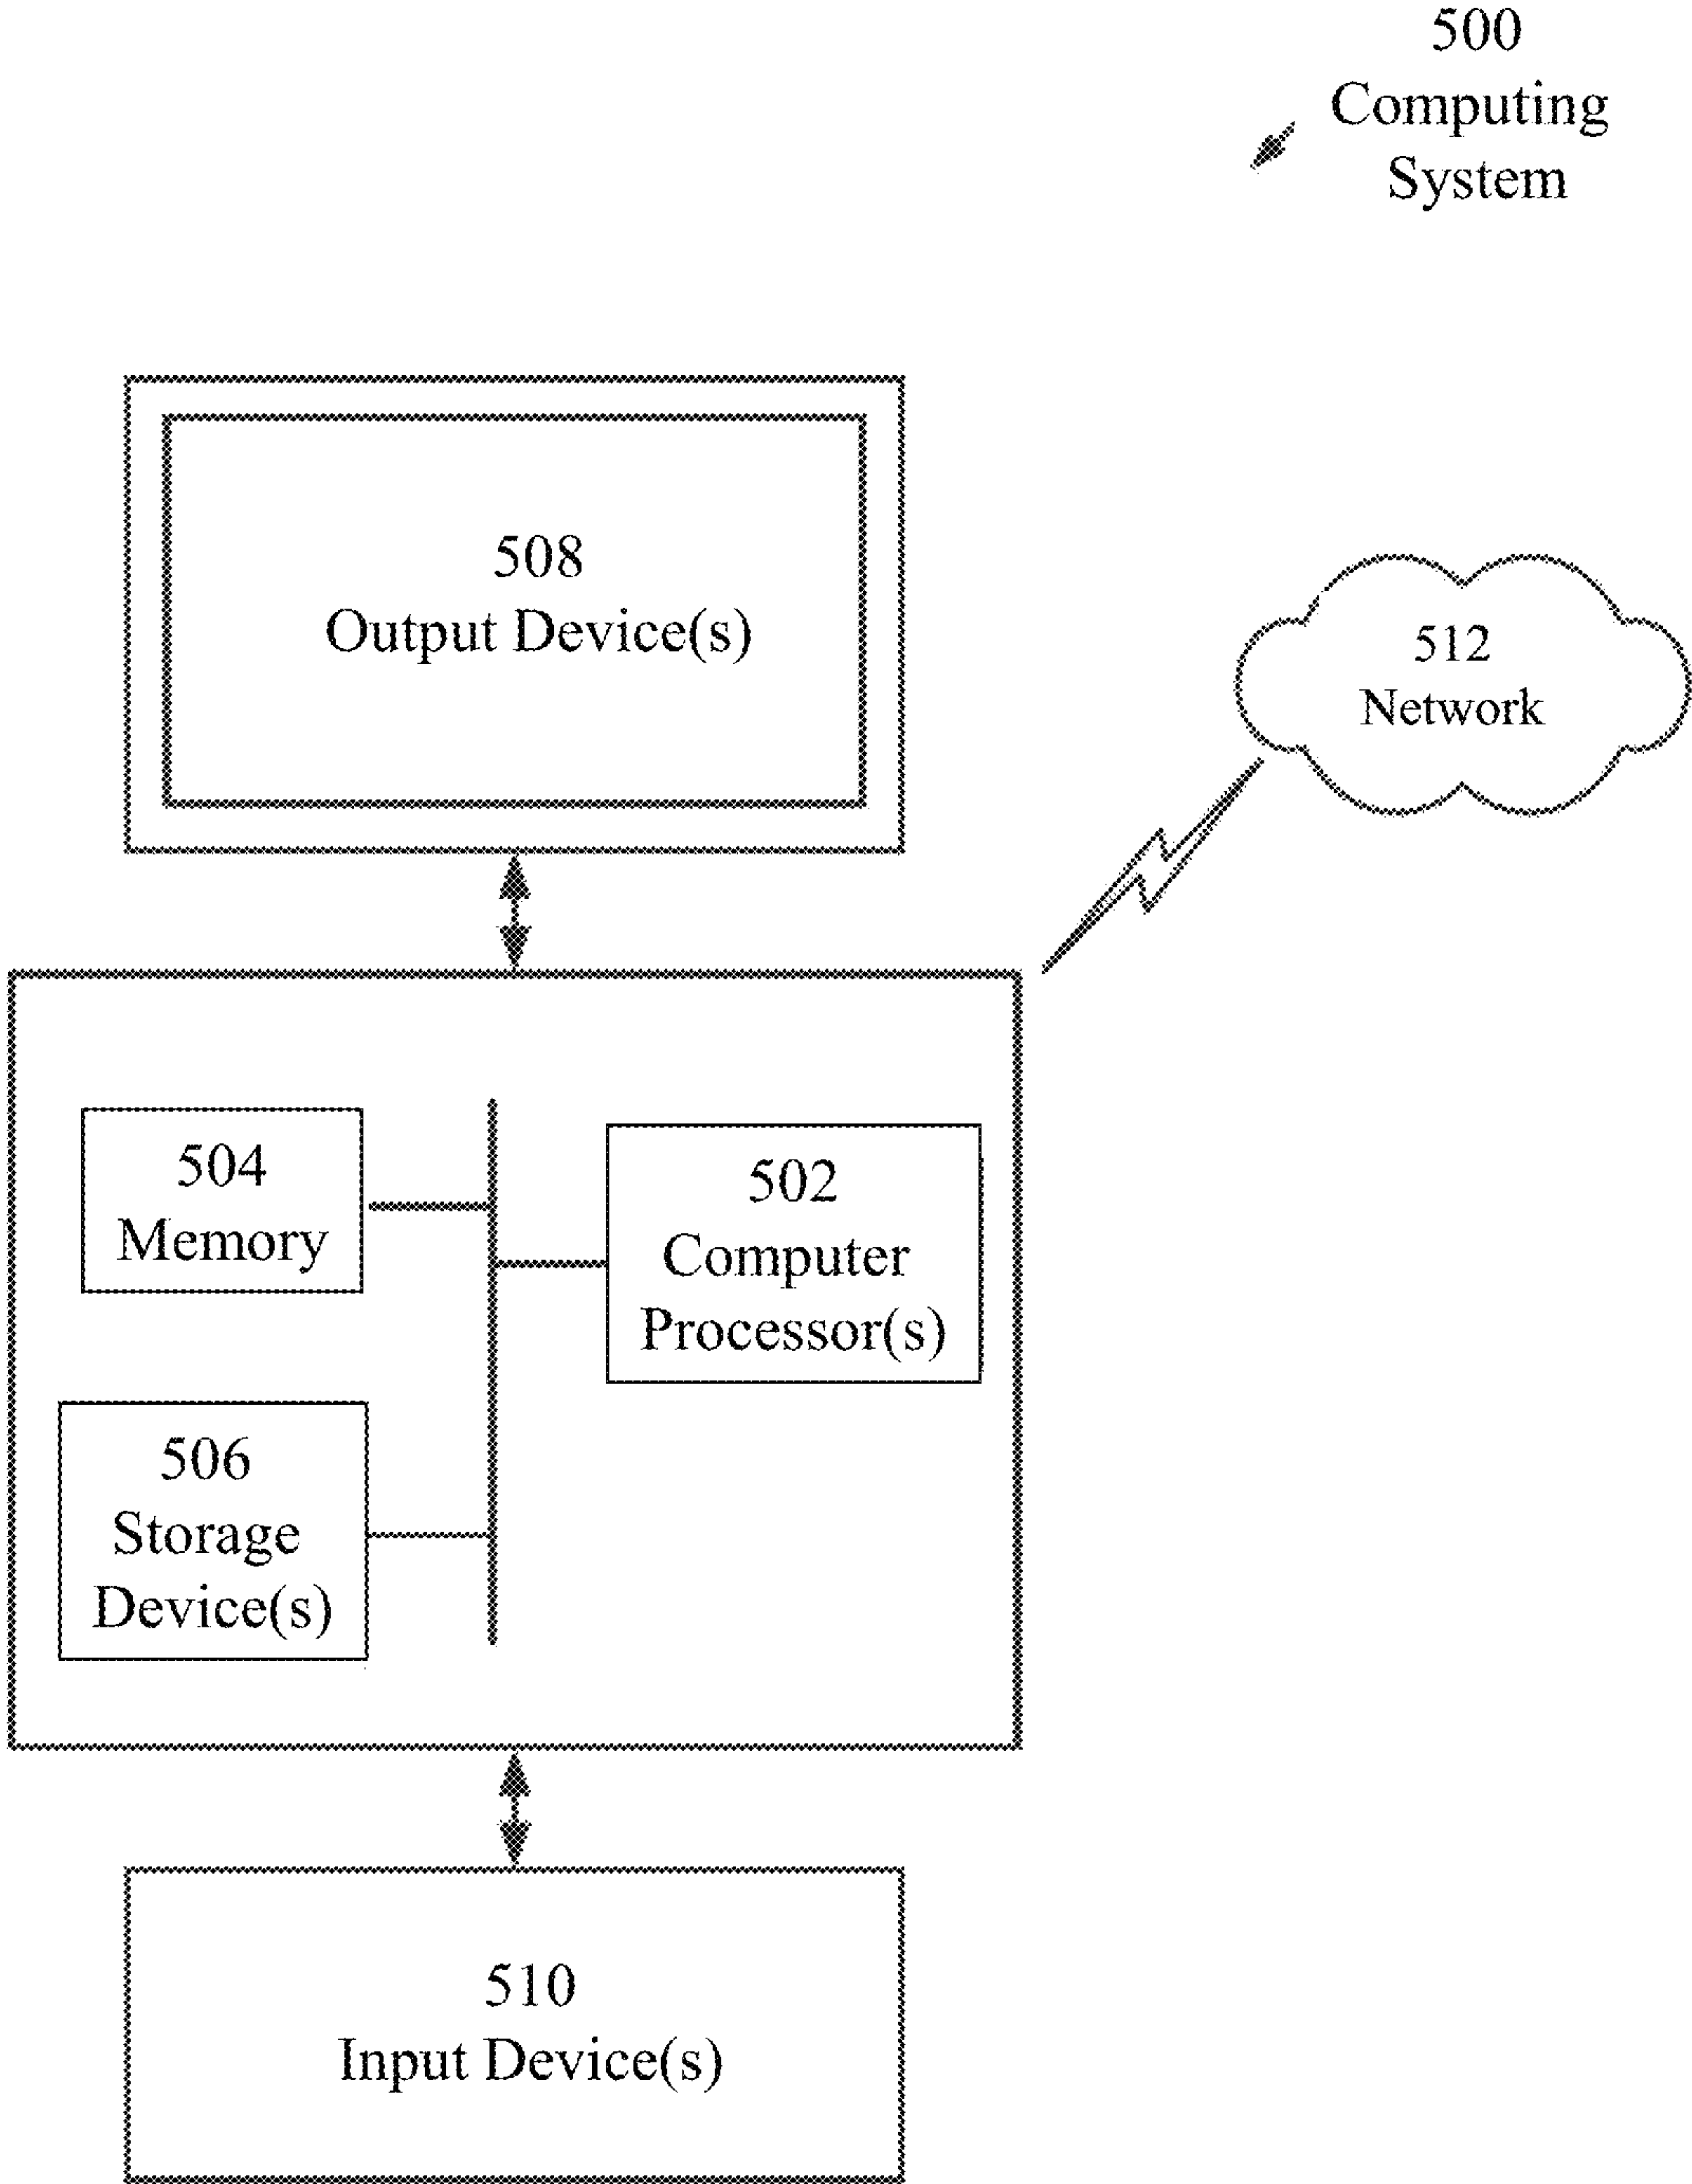 500
Computing
System
508
Output Device(s)
512
Network
504
Memory
502
Computer
Processor(s)
506
Storage
Device(s)
510
Input Device(s)